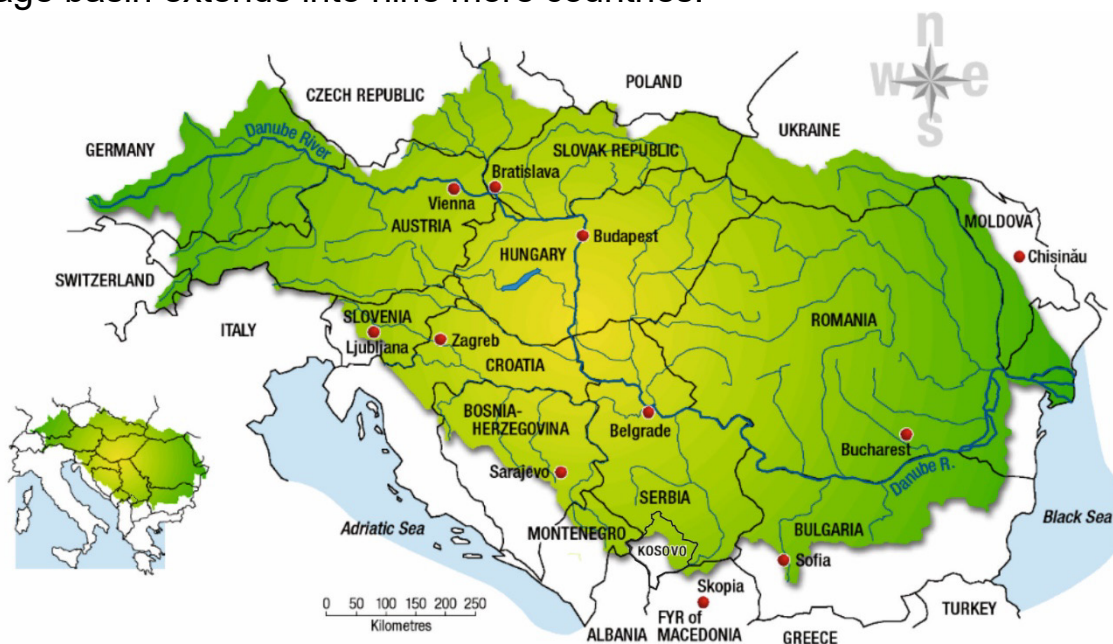 age basin extends into nine more countries.
n
w e
s
POLAND
CZECH REPUBLIC
UKRAINE
GERMANY
Danube River
SLOVAK REPUBLIC
Bratislava
Vienna
MOLDOVA
AUSTRIA
Budapest
HUNGARY
Chisinău
SWITZERLAND
ITALY
SLOVENIA
ROMANIA
Ljubljana
Zagreb
CROATIA
BOSNIA-
HERZEGOVINA
Belgrade
Bucharest
Sarajevo
Danube R.
SERBIA
Adriatic Sea
Black Sea
MONTENEGRO
BULGARIA
KOSOVO
Sofia
Skopia
0 50 100 150 200 250
Kilometres
FYR of
MACEDONIA
ALBANIA
GREECE
TURKEY